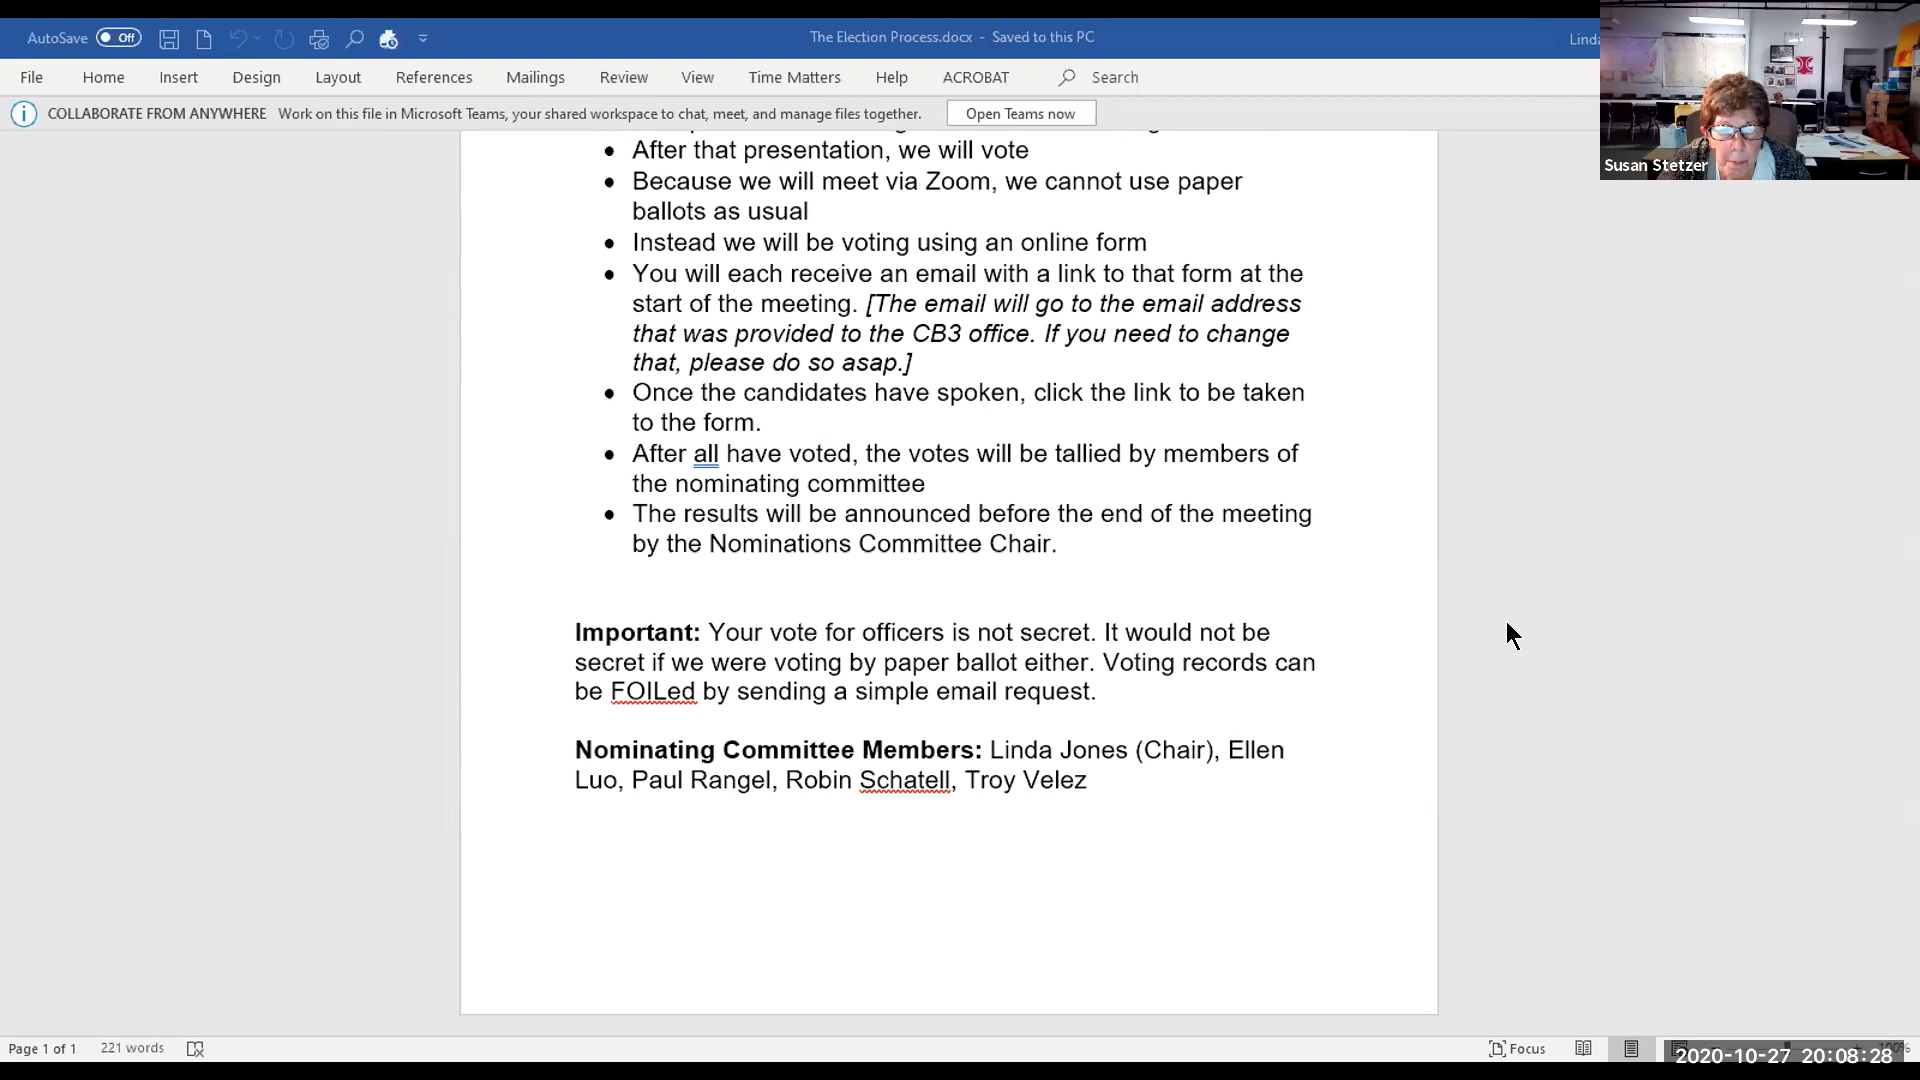 AutoSave Off The Election Process.docx - Saved to this PC Linda
File Home Insert Design Layout References Mailings Review View Time Matters Help ACROBAT Search
COLLABORATE FROM ANYWHERE Work on this file in Microsoft Teams, your shared workspace to chat, meet, and manage files together. Open Teams now
Susan Stetzer
• After that presentation, we will vote
• Because we will meet via Zoom, we cannot use paper
ballots as usual
• Instead we will be voting using an online form
• You will each receive an email with a link to that form at the
start of the meeting. [The email will go to the email address
that was provided to the CB3 office. If you need to change
that, please do so asap.]
• Once the candidates have spoken, click the link to be taken
to the form.
• After all have voted, the votes will be tallied by members of
the nominating committee
• The results will be announced before the end of the meeting
by the Nominations Committee Chair.
Important: Your vote for officers is not secret. It would not be
secret if we were voting by paper ballot either. Voting records can
be FOILed by sending a simple email request.
Nominating Committee Members: Linda Jones (Chair), Ellen
Luo, Paul Rangel, Robin Schatell, Troy Velez
Page 1 of 1 221 words Focus
2020-10-27 20:08:28